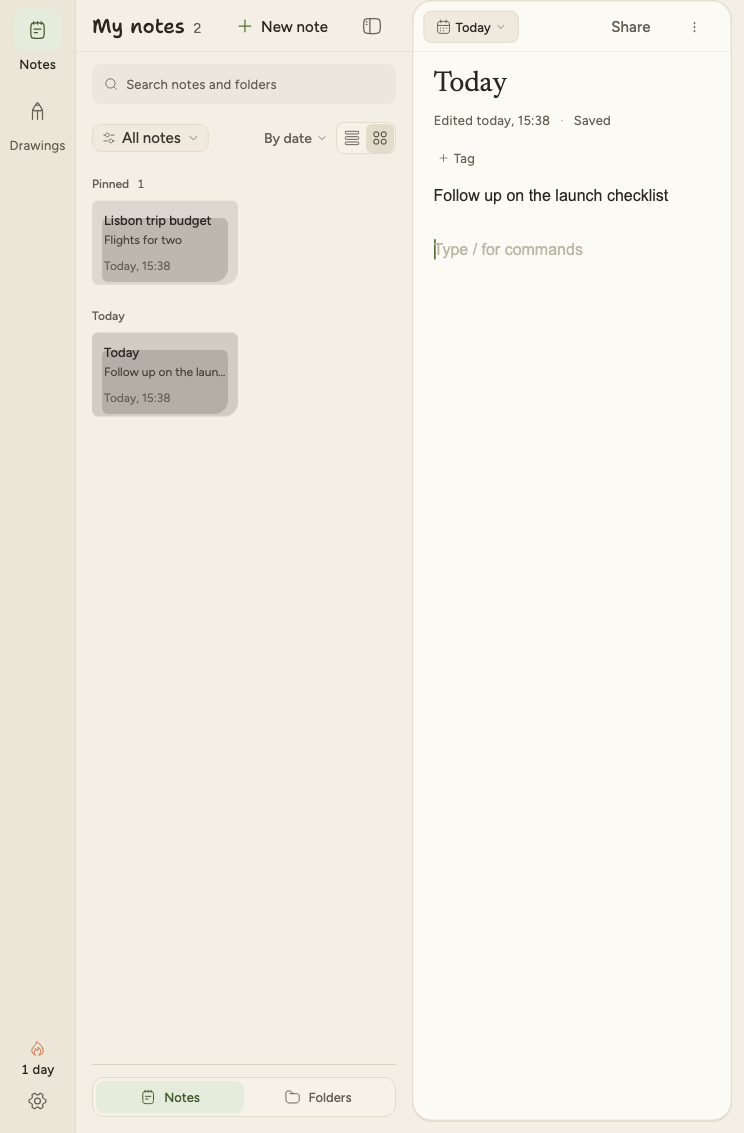 Notes
Drawings
My notes 2
New note
Search notes and folders
All notes
By date
Pinned 1
Lisbon trip budget
Flights for two
Today, 15:38
Today
Today
Follow up on the laun...
Today, 15:38
1 day
Notes
Folders
Today
Share
Today
Edited today, 15:38 · Saved
+ Tag
Follow up on the launch checklist
Type / for commands